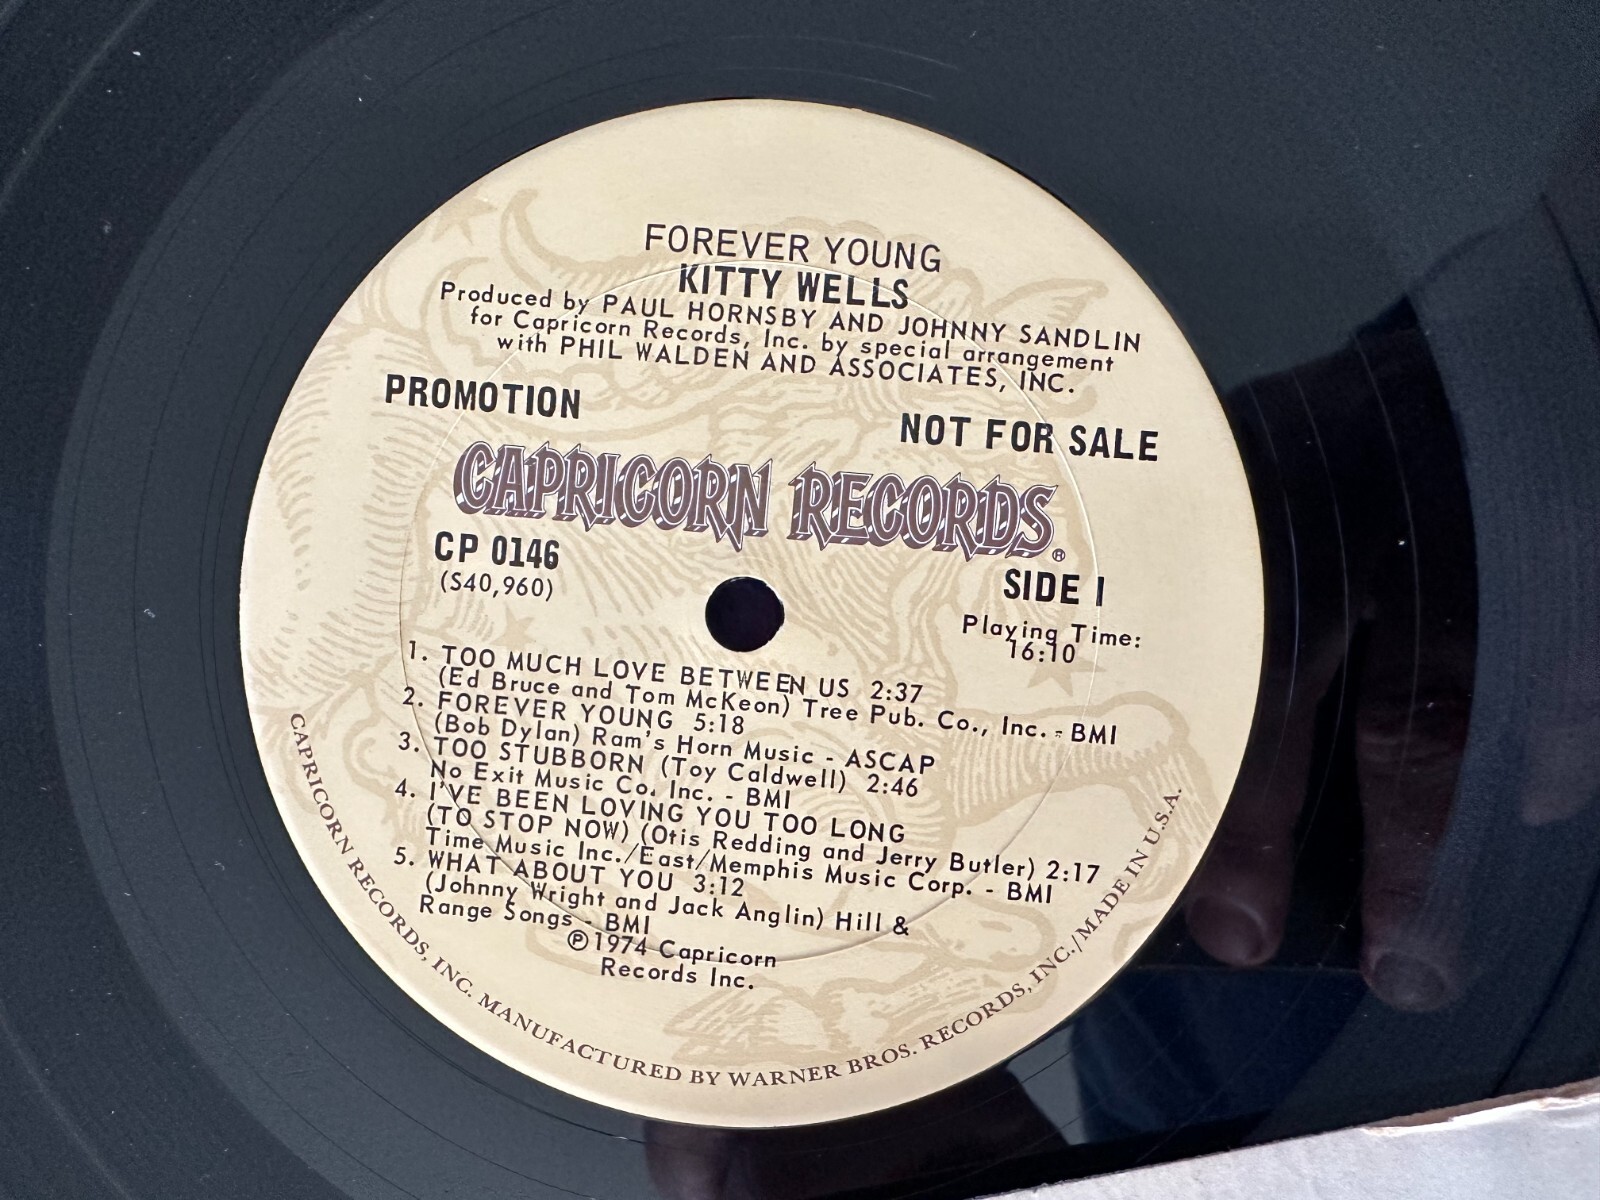 FOREVER YOUNG
KITTY WELLS
Produced by PAUL HORNSBY AND JOHNNY SANDLIN
for Capricorn Records, Inc. by special arrangement
with PHIL WALDEN AND ASSOCIATES, INC.
PROMOTION
NOT FOR SALE
CAPRICORN RECORDS®
CP 0146
(S40,960)
SIDE 1
Playing Time:
16:10
1. TOO MUCH LOVE BETWEEN US 2:37
(Ed Bruce and Tom McKeon) Tree Pub. Co., Inc. - BMI
2. FOREVER YOUNG 5:18
(Bob Dylan) Ram's Horn Music - ASCAP
3. TOO STUBBORN (Toy Caldwell) 2:46
No Exit Music Co. Inc. - BMI
4. I'VE BEEN LOVING YOU TOO LONG
(TO STOP NOW) (Otis Redding and Jerry Butler) 2:17
Time Music Inc./East/Memphis Music Corp. - BMI
5. WHAT ABOUT YOU 3:12
(Johnny Wright and Jack Anglin) Hill &
Range Songs - BMI
℗1974 Capricorn
Records Inc.
CAPRICORN RECORDS, INC. MANUFACTURED BY WARNER BROS. RECORDS, INC./MADE IN U.S.A.